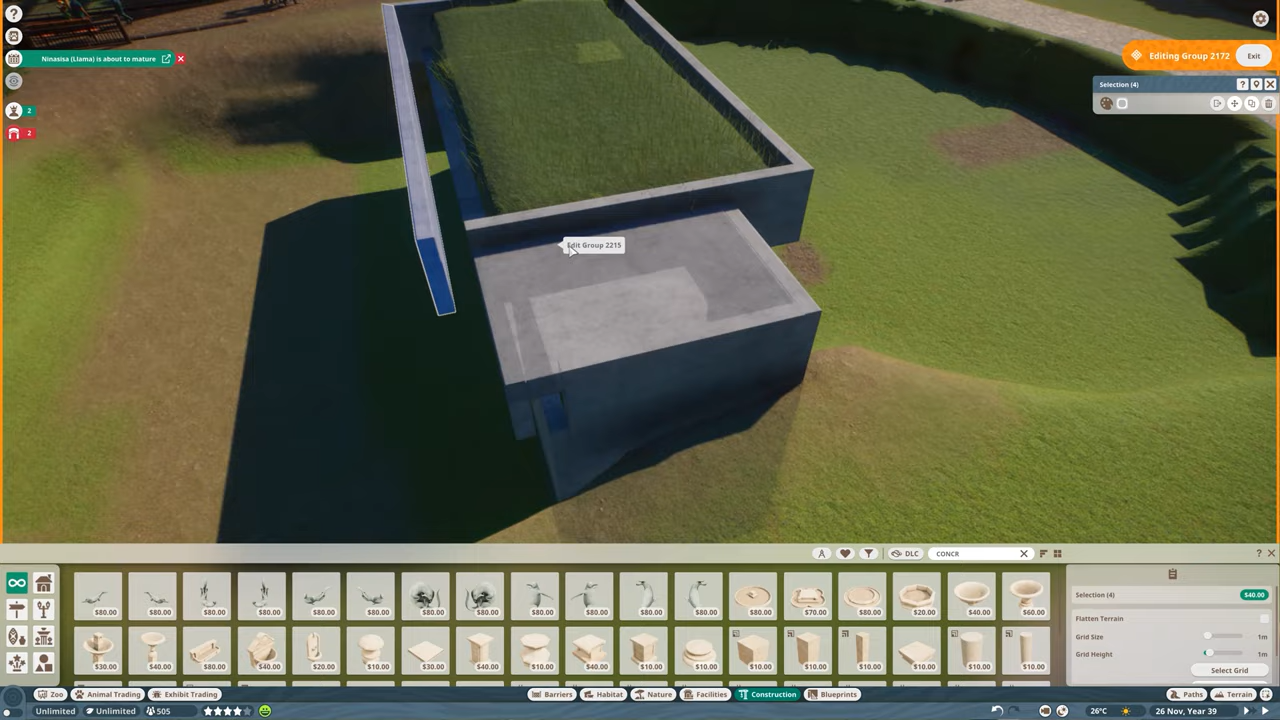 Ninasisa (Llama) is about to mature
2
2
Editing Group 2172
Exit
Selection (4)
?
Edit Group 2215
DLC
CONCR
?
$80.00 $80.00 $80.00 $80.00 $80.00 $80.00 $80.00 $80.00 $80.00 $80.00 $80.00 $80.00 $80.00 $70.00 $80.00 $20.00 $40.00 $60.00
$30.00 $40.00 $80.00 $40.00 $20.00 $10.00 $30.00 $40.00 $10.00 $40.00 $10.00 $10.00 $10.00 $10.00 $10.00 $10.00 $10.00 $10.00
Selection (4)
$40.00
Flatten Terrain
Grid Size
1m
Grid Height
1m
Select Grid
Zoo
Animal Trading
Exhibit Trading
Barriers
Habitat
Nature
Facilities
Construction
Blueprints
Paths
Terrain
Unlimited
Unlimited
505
26°C
26 Nov, Year 39